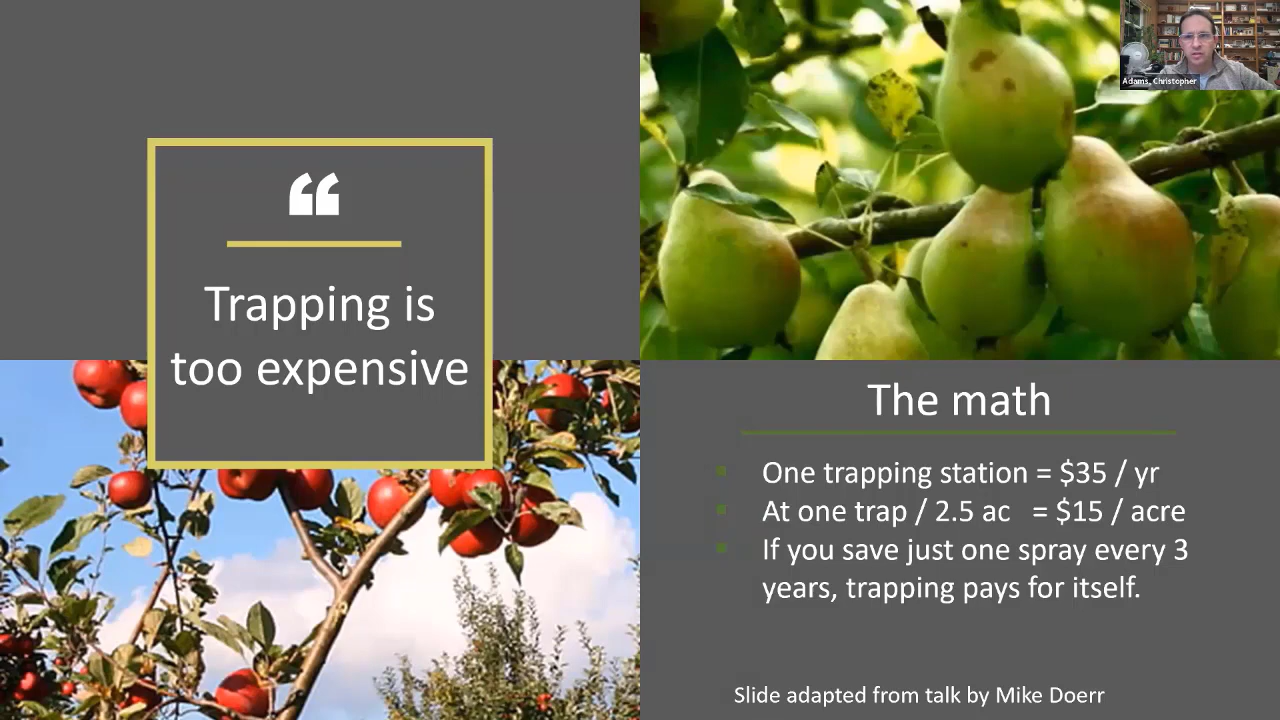 Adams, Christopher
“
Trapping is
too expensive
The math
One trapping station = $35 / yr
At one trap / 2.5 ac = $15 / acre
If you save just one spray every 3
years, trapping pays for itself.
Slide adapted from talk by Mike Doerr